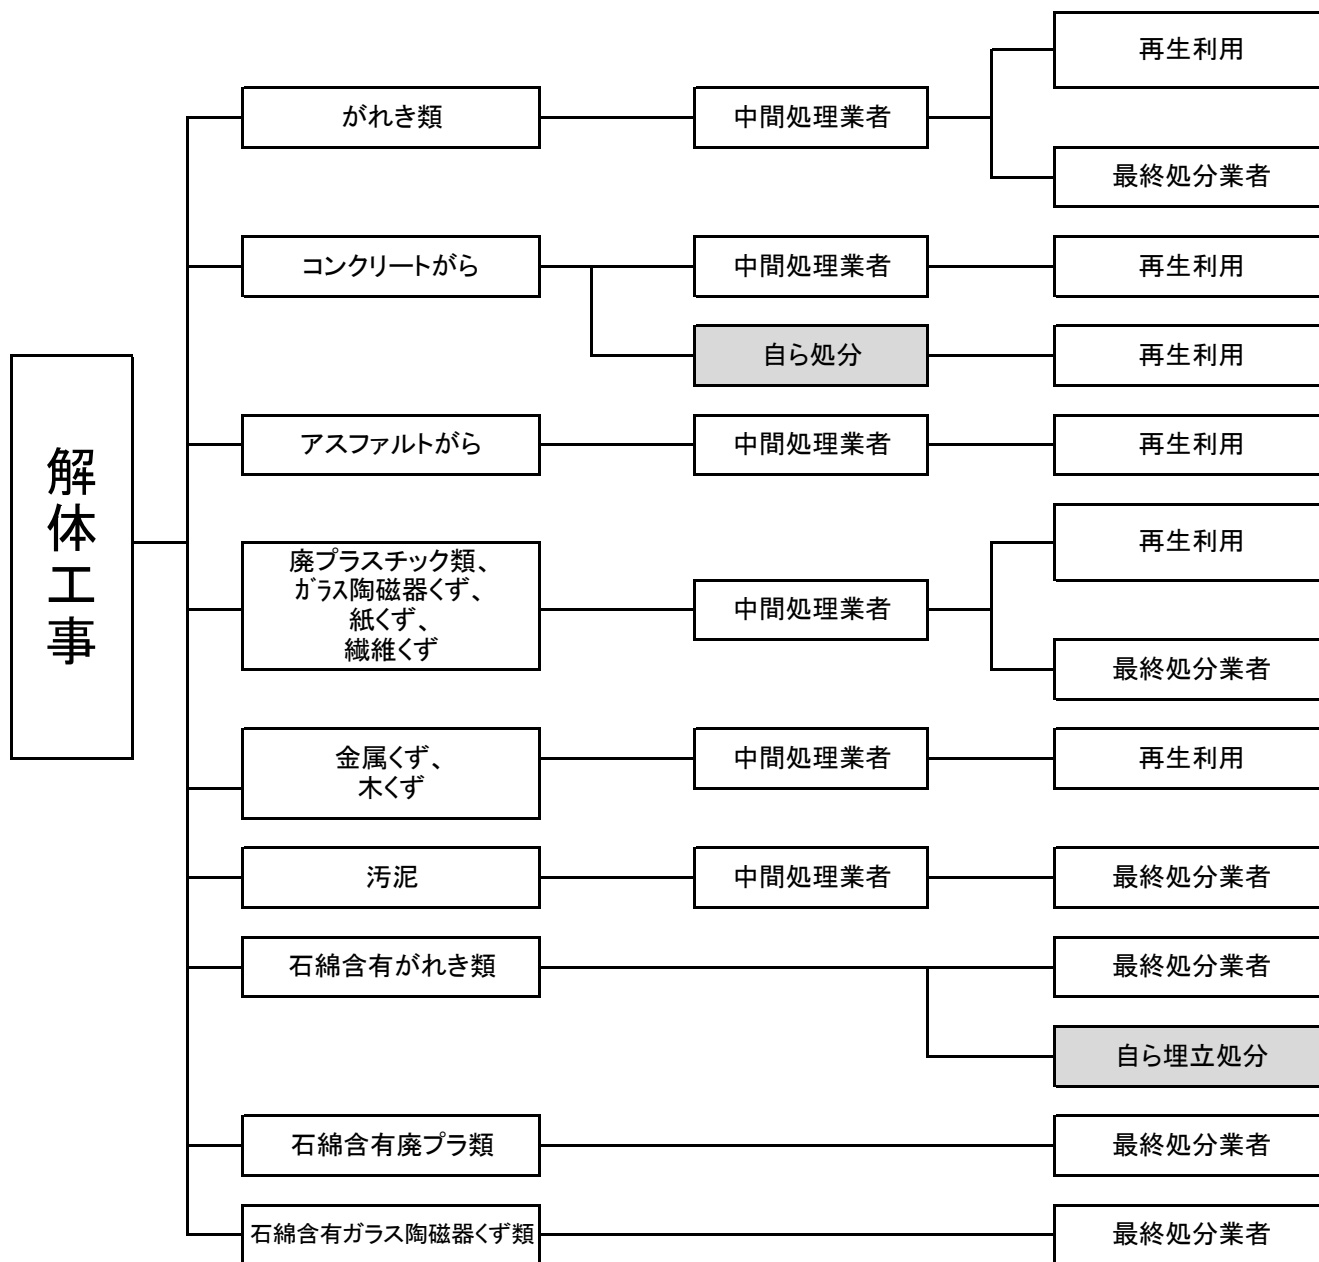 解体工事
がれき類
中間処理業者
再生利用
最終処分業者
コンクリートがら
中間処理業者
再生利用
自ら処分
再生利用
アスファルトがら
中間処理業者
再生利用
廃プラスチック類、
ｶﾞﾗｽ陶磁器くず、
紙くず、
繊維くず
中間処理業者
再生利用
最終処分業者
金属くず、
木くず
中間処理業者
再生利用
汚泥
中間処理業者
最終処分業者
石綿含有がれき類
最終処分業者
自ら埋立処分
石綿含有廃プラ類
最終処分業者
石綿含有ガラス陶磁器くず類
最終処分業者